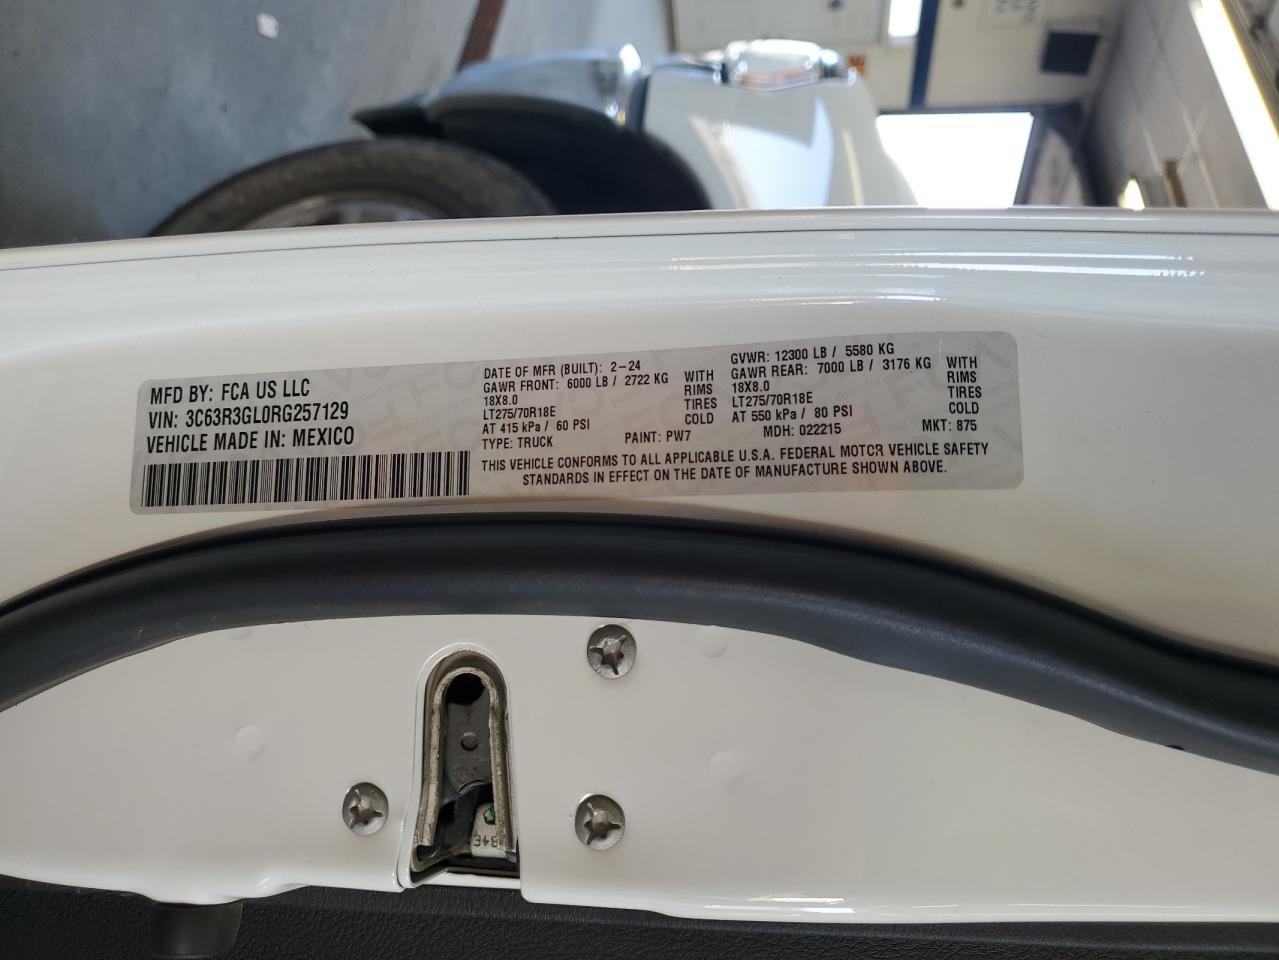 MFD BY: FCA US LLC
VIN: 3C63R3GL0RG257129
VEHICLE MADE IN: MEXICO
DATE OF MFR (BUILT): 2-24
GAWR FRONT: 6000 LB / 2722 KG WITH
18X8.0 RIMS
LT275/70R18E TIRES
AT 415 kPa / 60 PSI COLD
GVWR: 12300 LB / 5580 KG
GAWR REAR: 7000 LB / 3176 KG WITH
18X8.0 RIMS
LT275/70R18E TIRES
AT 550 kPa / 80 PSI COLD
TYPE: TRUCK PAINT: PW7 MDH: 022215 MKT: 875
THIS VEHICLE CONFORMS TO ALL APPLICABLE U.S.A. FEDERAL MOTOR VEHICLE SAFETY
STANDARDS IN EFFECT ON THE DATE OF MANUFACTURE SHOWN ABOVE.